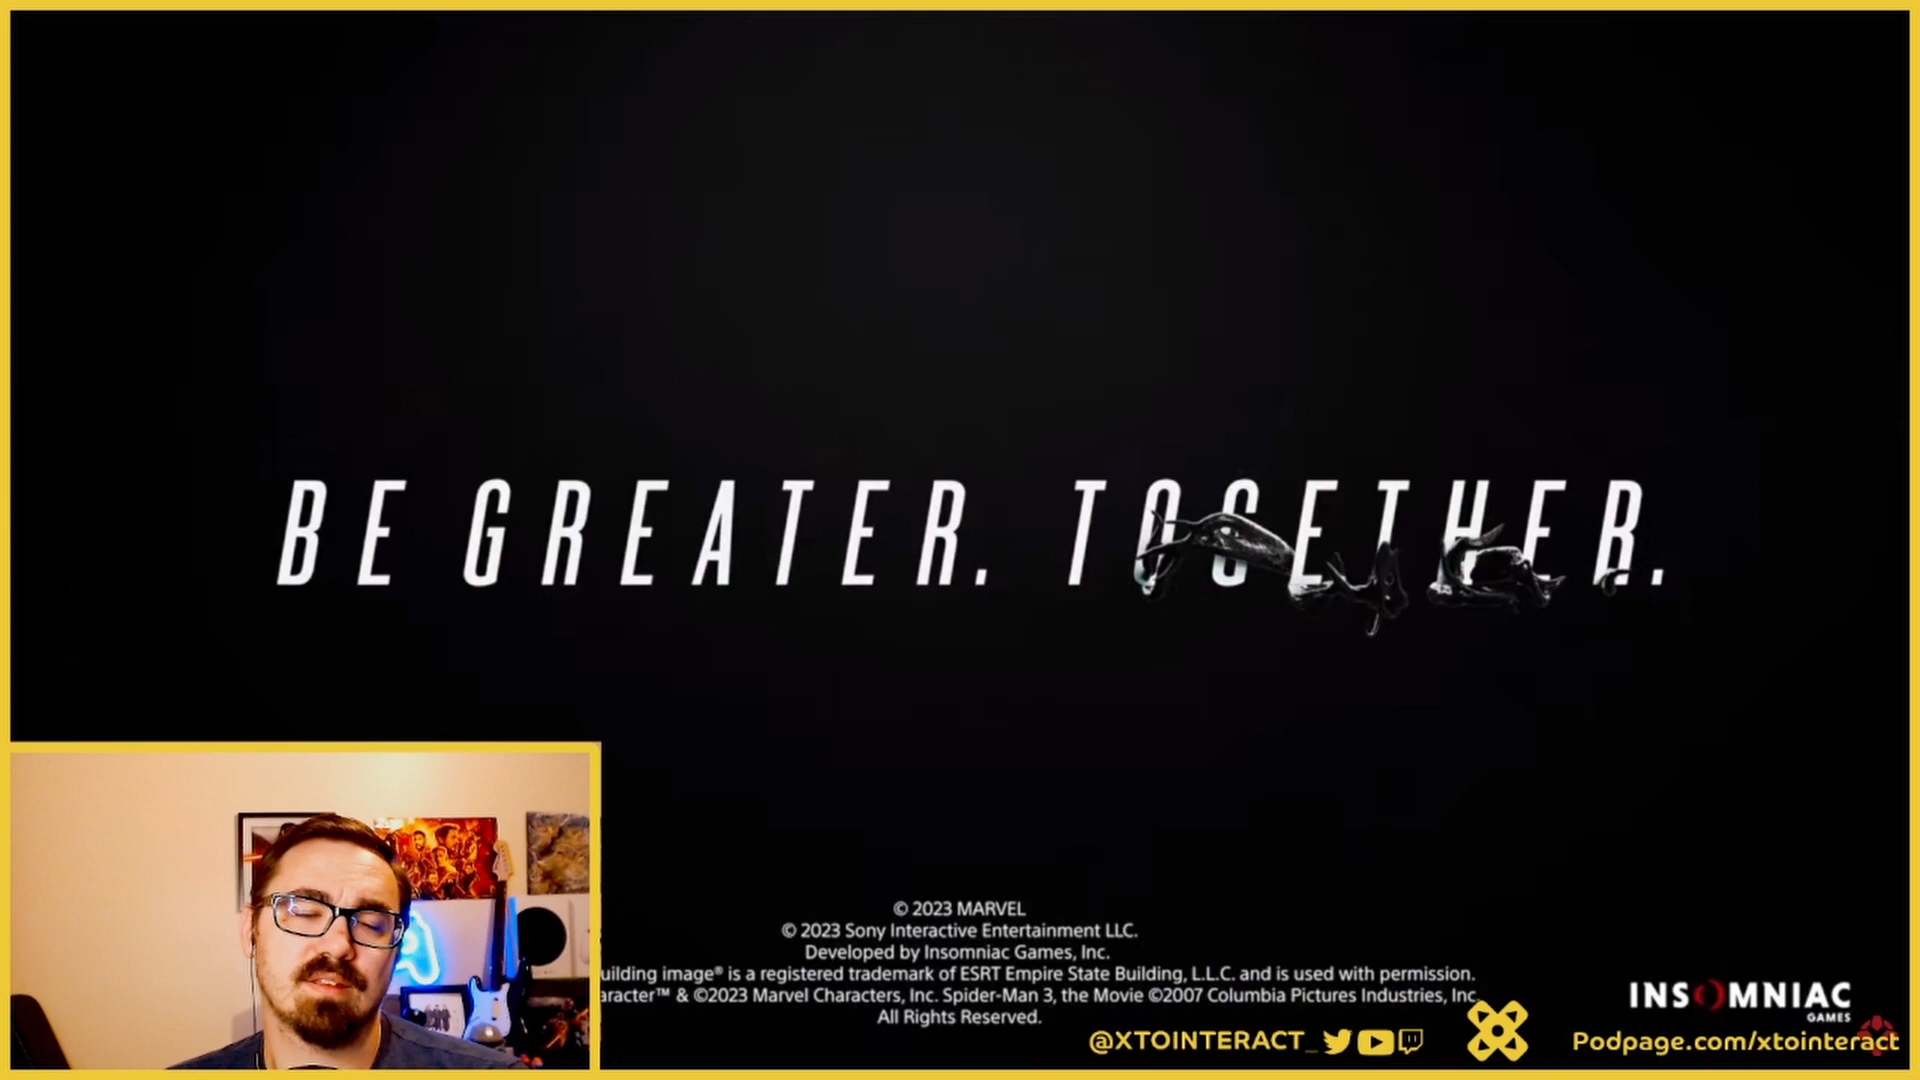 BE GREATER. TOGETHER.
© 2023 MARVEL
© 2023 Sony Interactive Entertainment LLC.
Developed by Insomniac Games, Inc.
uilding image® is a registered trademark of ESRT Empire State Building, L.L.C. and is used with permission.
aracter™ & ©2023 Marvel Characters, Inc. Spider-Man 3, the Movie ©2007 Columbia Pictures Industries, Inc.
All Rights Reserved.
INSOMNIAC
GAMES
@XTOINTERACT_
Podpage.com/xtointeract